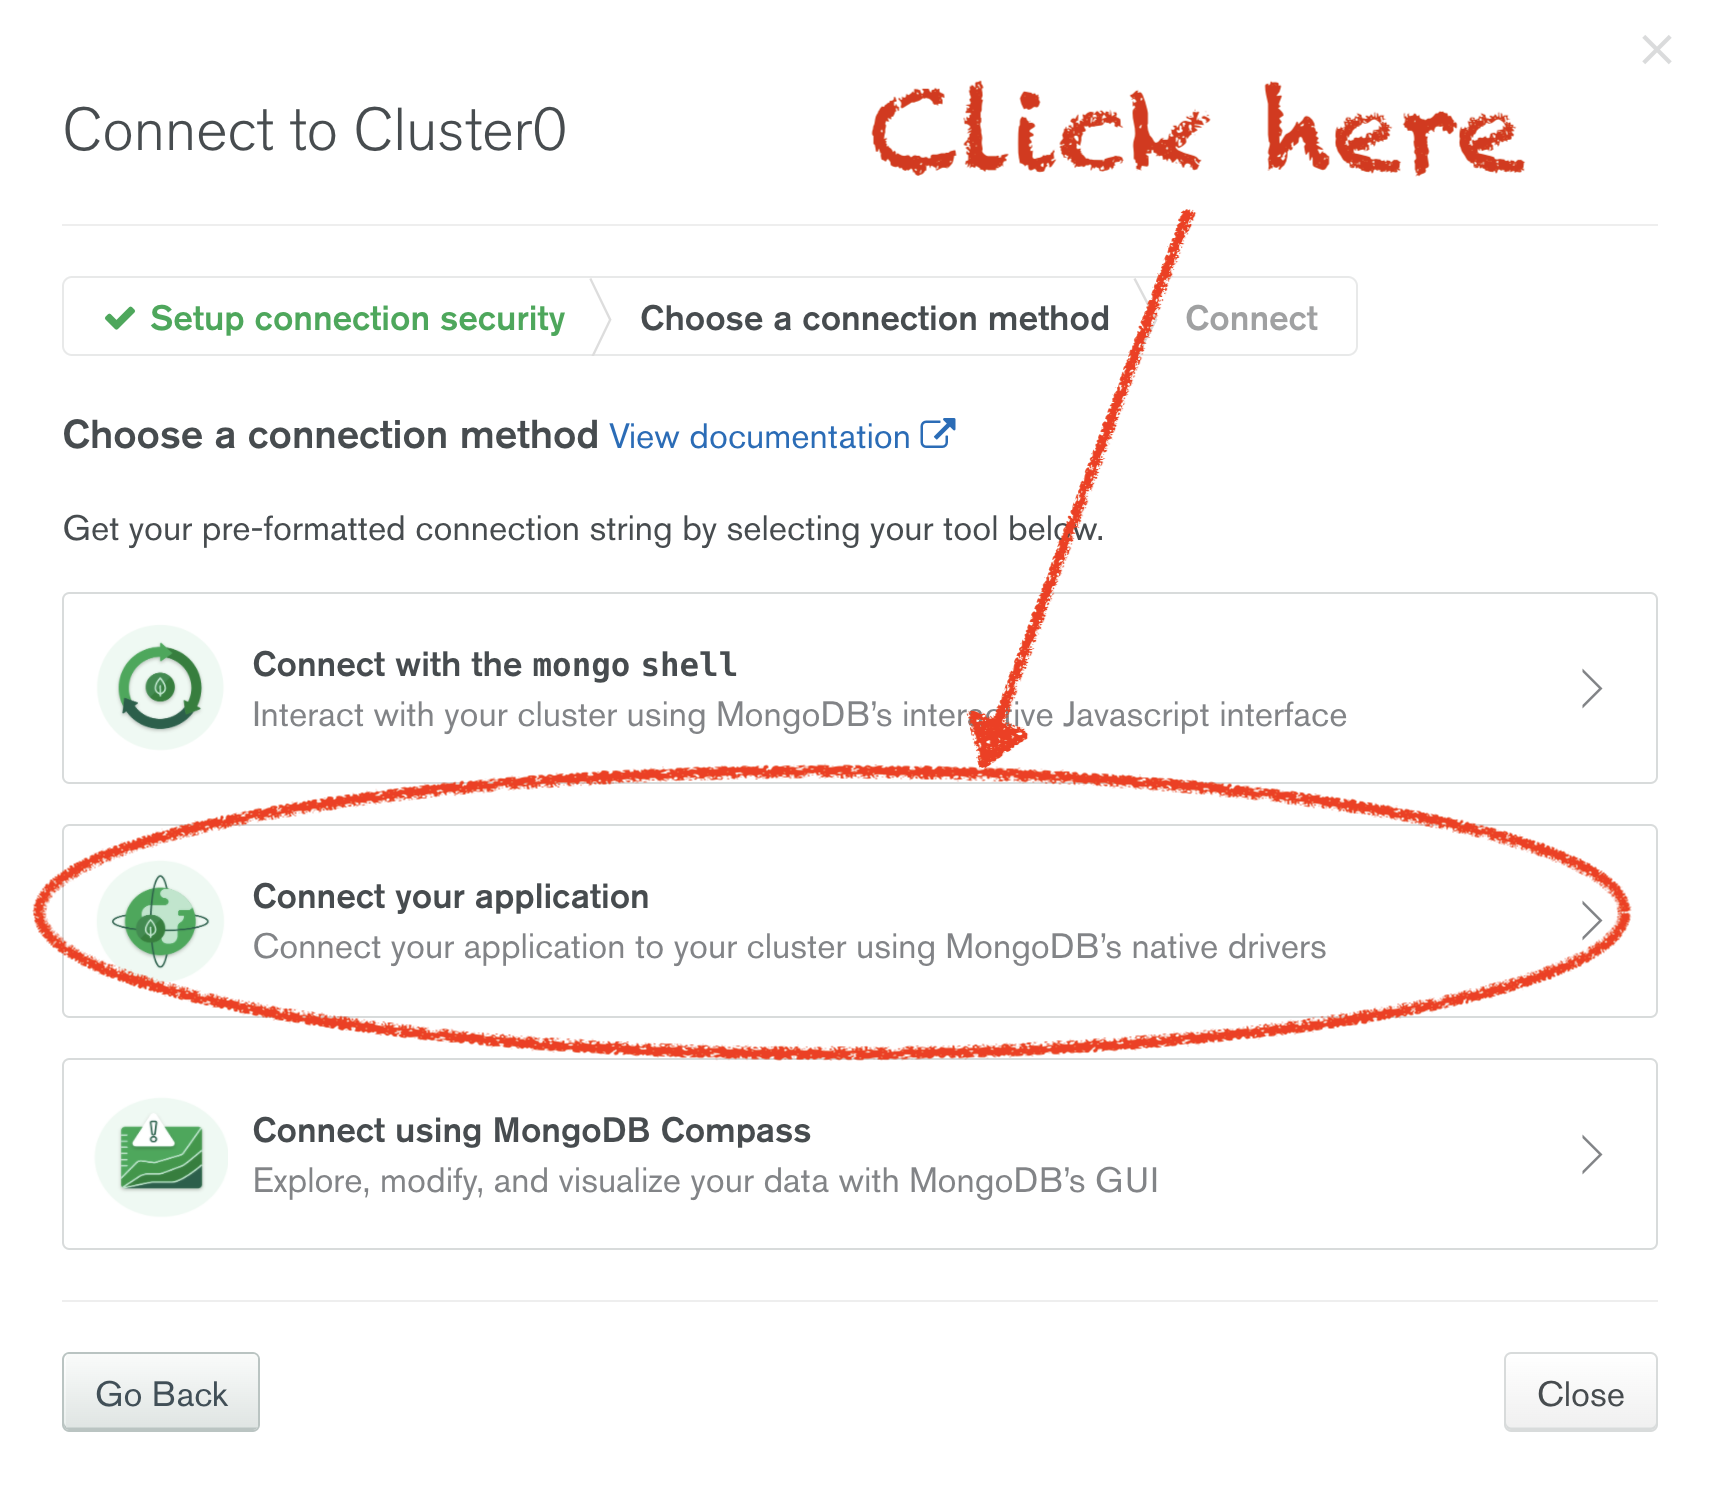 Click here
Connect to Cluster0
Setup connection security
Choose a connection method
Connect
Choose a connection method View documentation
Get your pre-formatted connection string by selecting your tool below.
Connect with the mongo shell
Interact with your cluster using MongoDB's interactive Javascript interface
Connect your application
Connect your application to your cluster using MongoDB's native drivers
Connect using MongoDB Compass
Explore, modify, and visualize your data with MongoDB's GUI
Go Back
Close